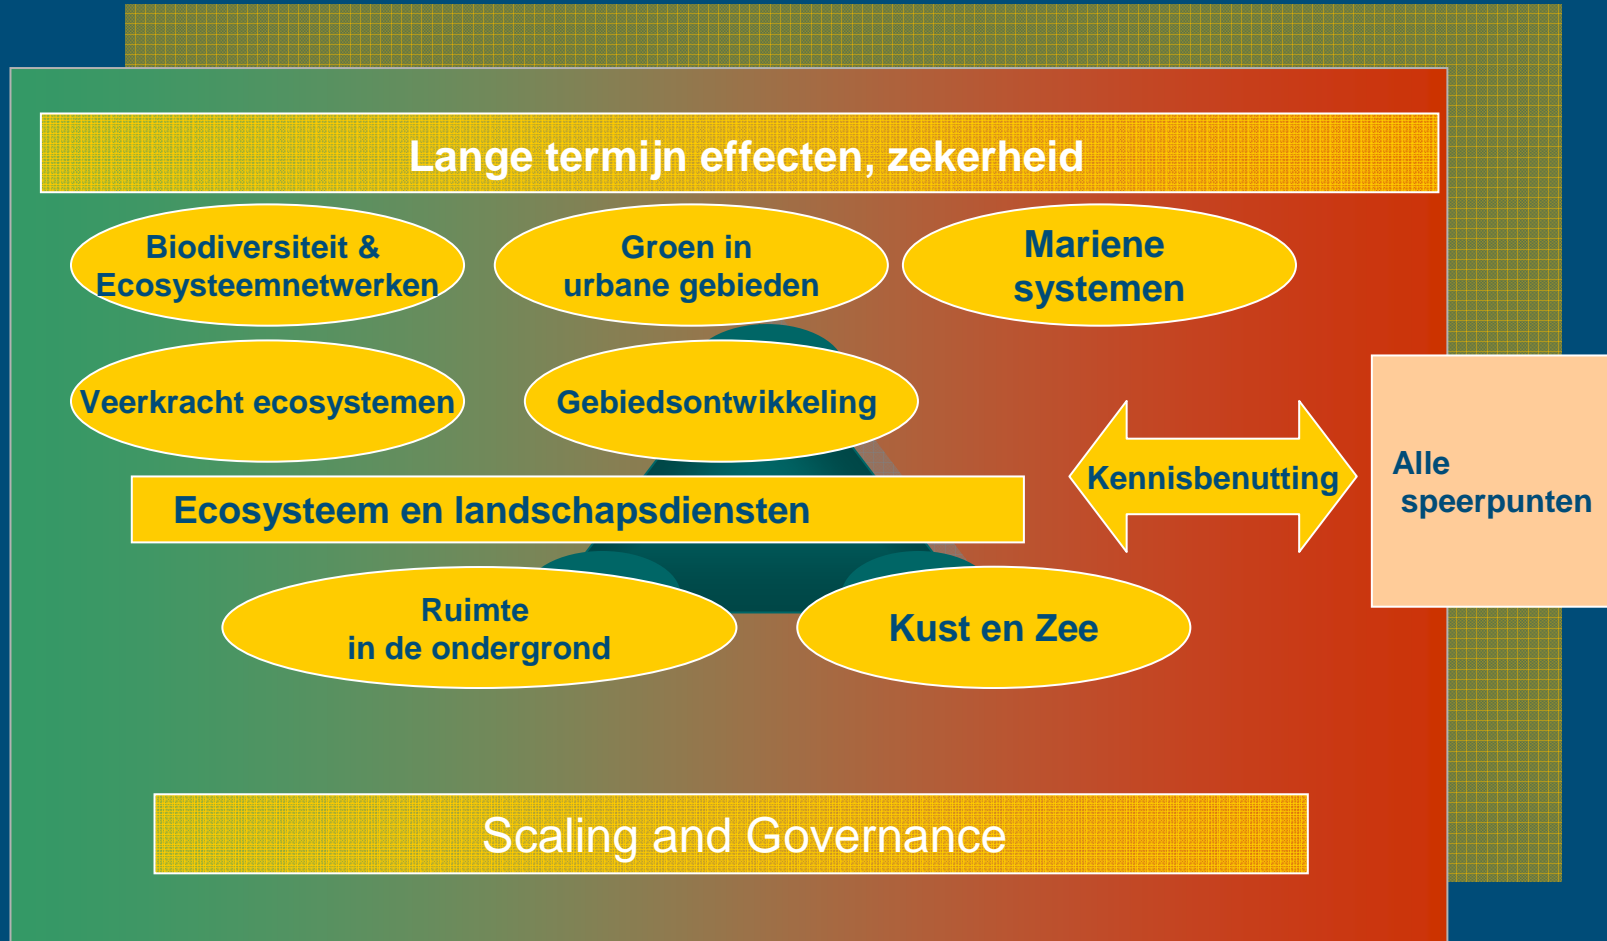 Lange termijn effecten, zekerheid
Biodiversiteit &
Ecosysteemnetwerken
Groen in
urbane gebieden
Mariene
systemen
Veerkracht ecosystemen
Gebiedsontwikkeling
Kennisbenutting
Alle
speerpunten
Ecosysteem en landschapsdiensten
Ruimte
in de ondergrond
Kust en Zee
Scaling and Governance